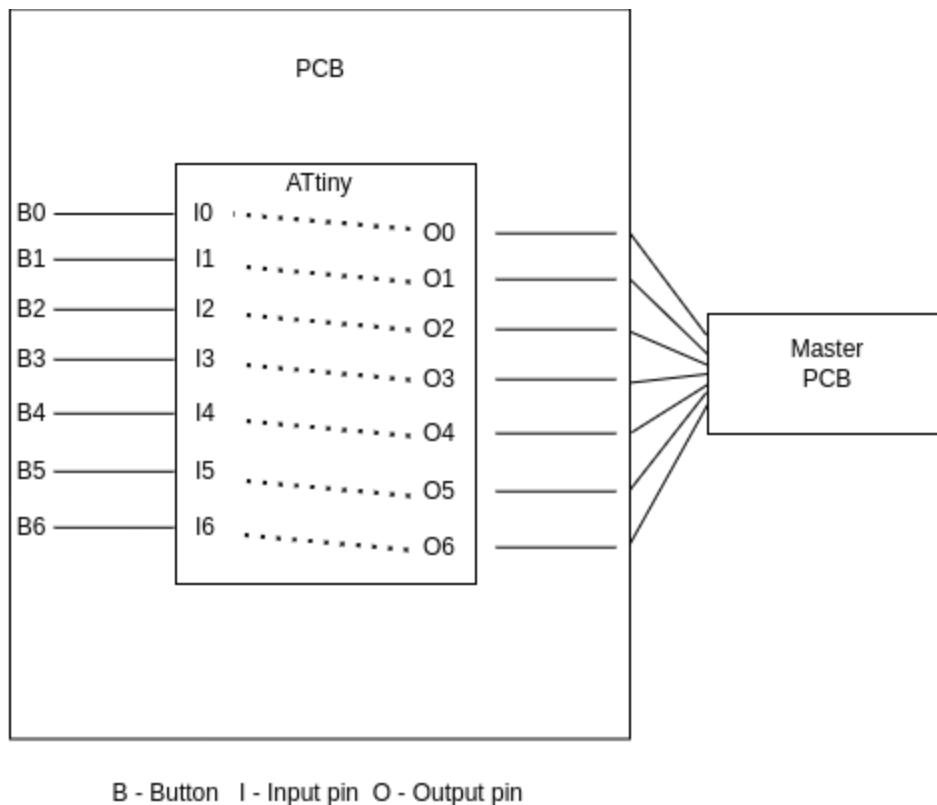 PCB
ATtiny
B0 I0 O0
B1 I1 O1
B2 I2 O2
B3 I3 O3
B4 I4 O4
B5 I5 O5
B6 I6 O6
Master
PCB
B - Button I - Input pin O - Output pin